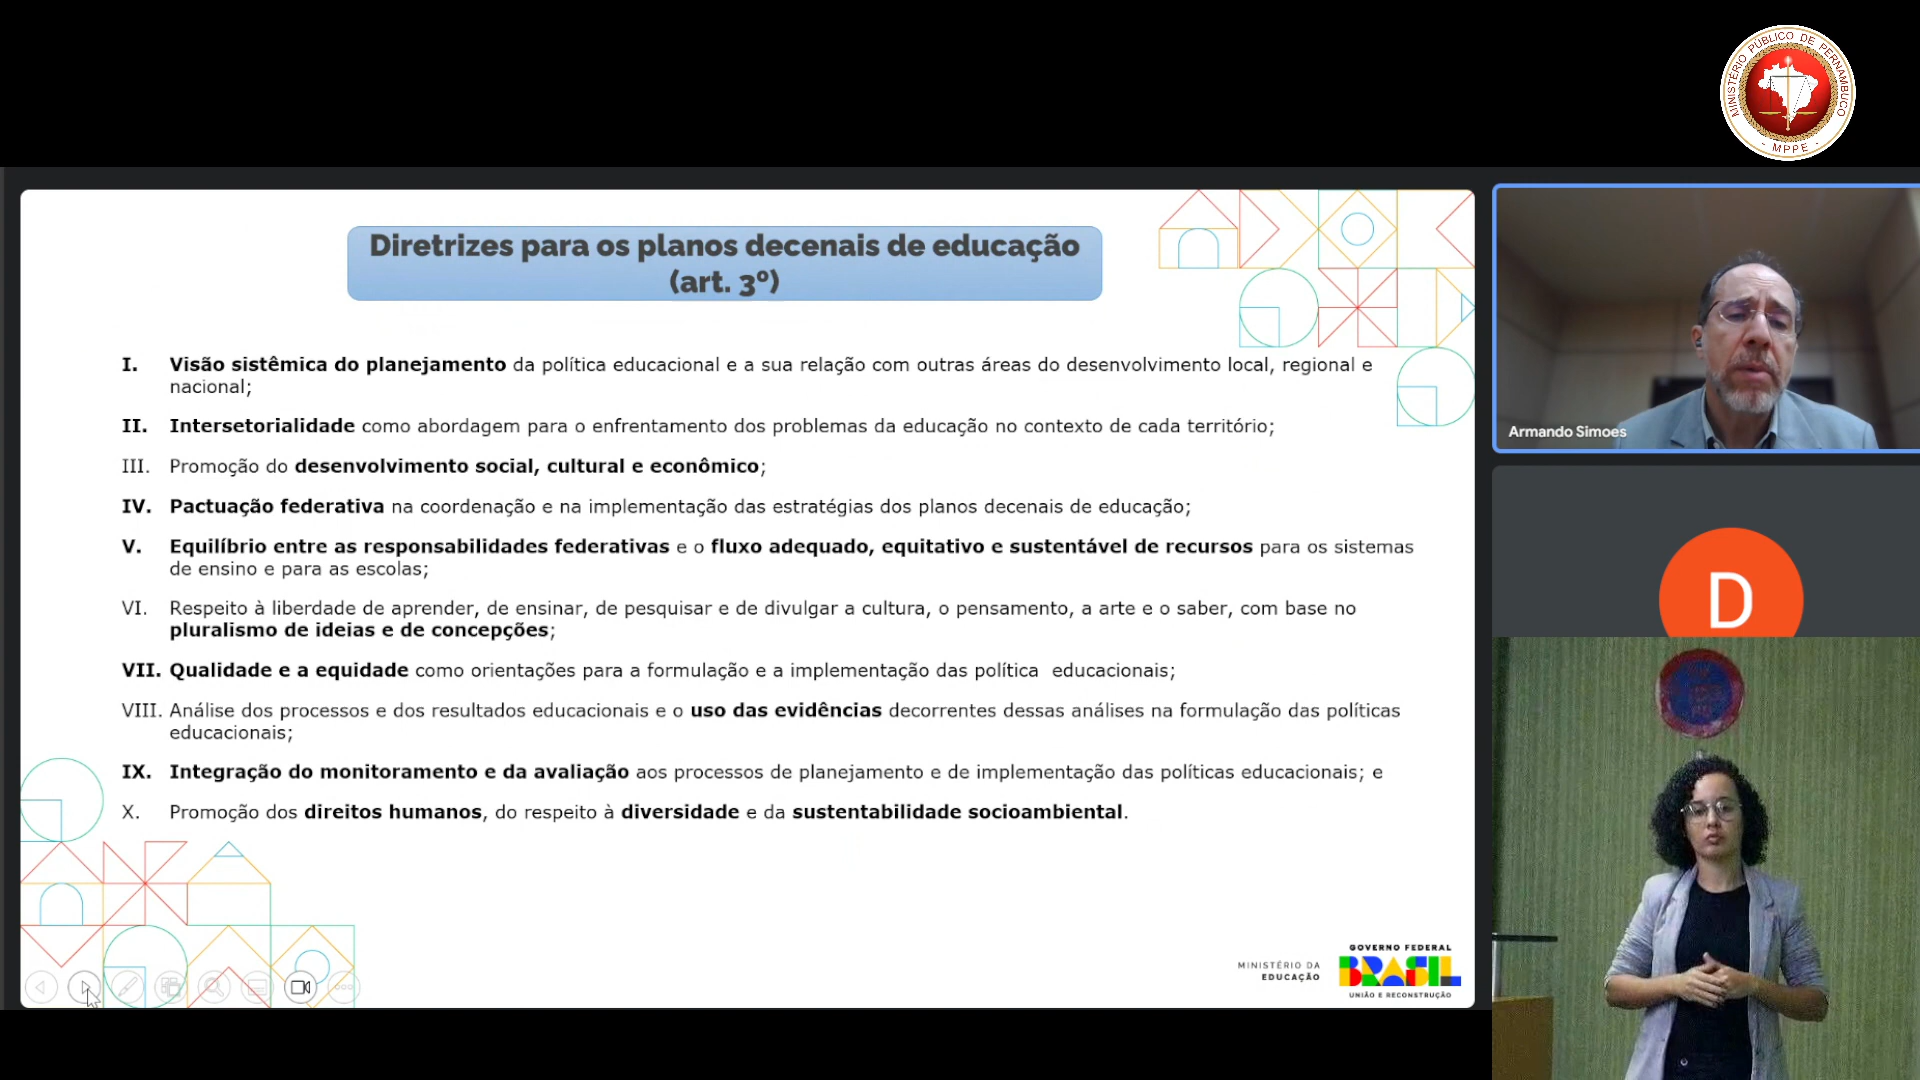 MINISTÉRIO PÚBLICO DE PERNAMBUCO
- MPPE -
Diretrizes para os planos decenais de educação
(art. 3º)
I. Visão sistêmica do planejamento da política educacional e a sua relação com outras áreas do desenvolvimento local, regional e
nacional;
II. Intersetorialidade como abordagem para o enfrentamento dos problemas da educação no contexto de cada território;
III. Promoção do desenvolvimento social, cultural e econômico;
IV. Pactuação federativa na coordenação e na implementação das estratégias dos planos decenais de educação;
V. Equilíbrio entre as responsabilidades federativas e o fluxo adequado, equitativo e sustentável de recursos para os sistemas
de ensino e para as escolas;
VI. Respeito à liberdade de aprender, de ensinar, de pesquisar e de divulgar a cultura, o pensamento, a arte e o saber, com base no
pluralismo de ideias e de concepções;
VII. Qualidade e a equidade como orientações para a formulação e a implementação das política educacionais;
VIII. Análise dos processos e dos resultados educacionais e o uso das evidências decorrentes dessas análises na formulação das políticas
educacionais;
IX. Integração do monitoramento e da avaliação aos processos de planejamento e de implementação das políticas educacionais; e
X. Promoção dos direitos humanos, do respeito à diversidade e da sustentabilidade socioambiental.
MINISTÉRIO DA
EDUCAÇÃO
GOVERNO FEDERAL
BRASIL
UNIÃO E RECONSTRUÇÃO
Armando Simoes
D